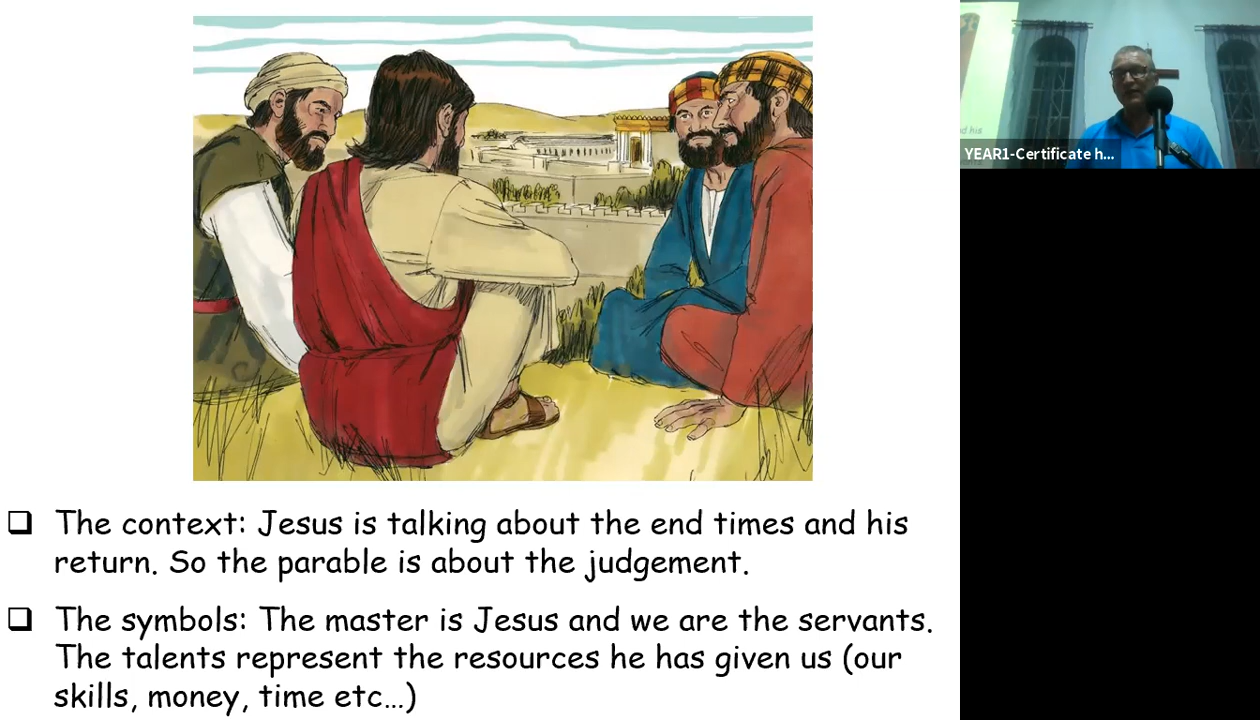 The context: Jesus is talking about the end times and his
return. So the parable is about the judgement.
The symbols: The master is Jesus and we are the servants.
The talents represent the resources he has given us (our
skills, money, time etc...)
YEAR1-Certificate h...
nd his